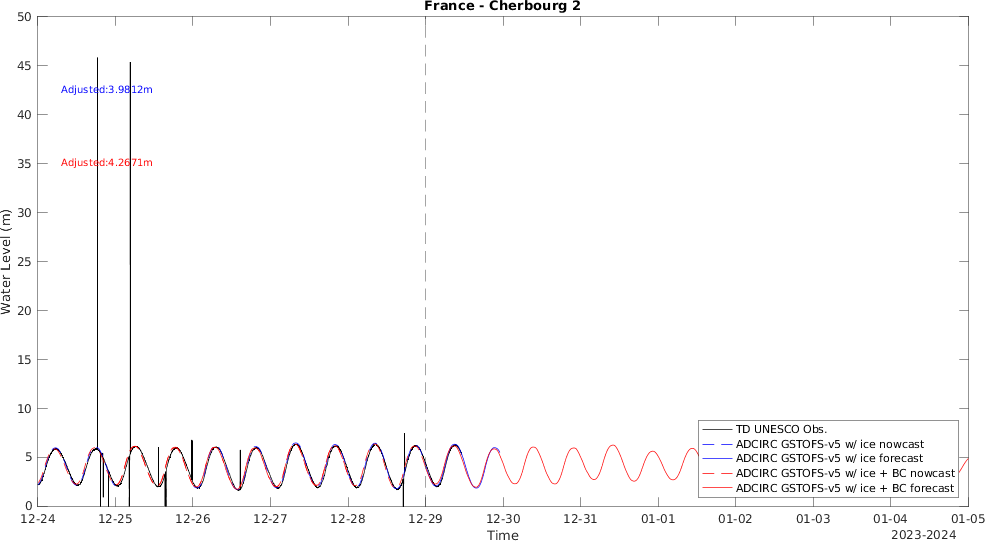 France - Cherbourg 2
50
45
40
35
30
25
20
15
10
5
0
Water Level (m)
Adjusted:3.9812m
Adjusted:4.2671m
TD UNESCO Obs.
ADCIRC GSTOFS-v5 w/ ice nowcast
ADCIRC GSTOFS-v5 w/ ice forecast
ADCIRC GSTOFS-v5 w/ ice + BC nowcast
ADCIRC GSTOFS-v5 w/ ice + BC forecast
12-24 12-25 12-26 12-27 12-28 12-29 12-30 12-31 01-01 01-02 01-03 01-04 01-05
Time
2023-2024